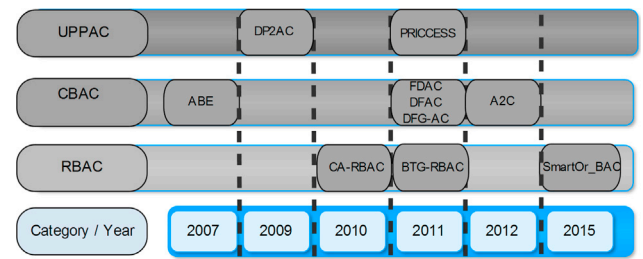 UPPAC
DP2AC
PRICCESS
CBAC
ABE
FDAC
DFAC
DFG-AC
A2C
RBAC
CA-RBAC
BTG-RBAC
SmartOr_BAC
Category / Year
2007
2009
2010
2011
2012
2015